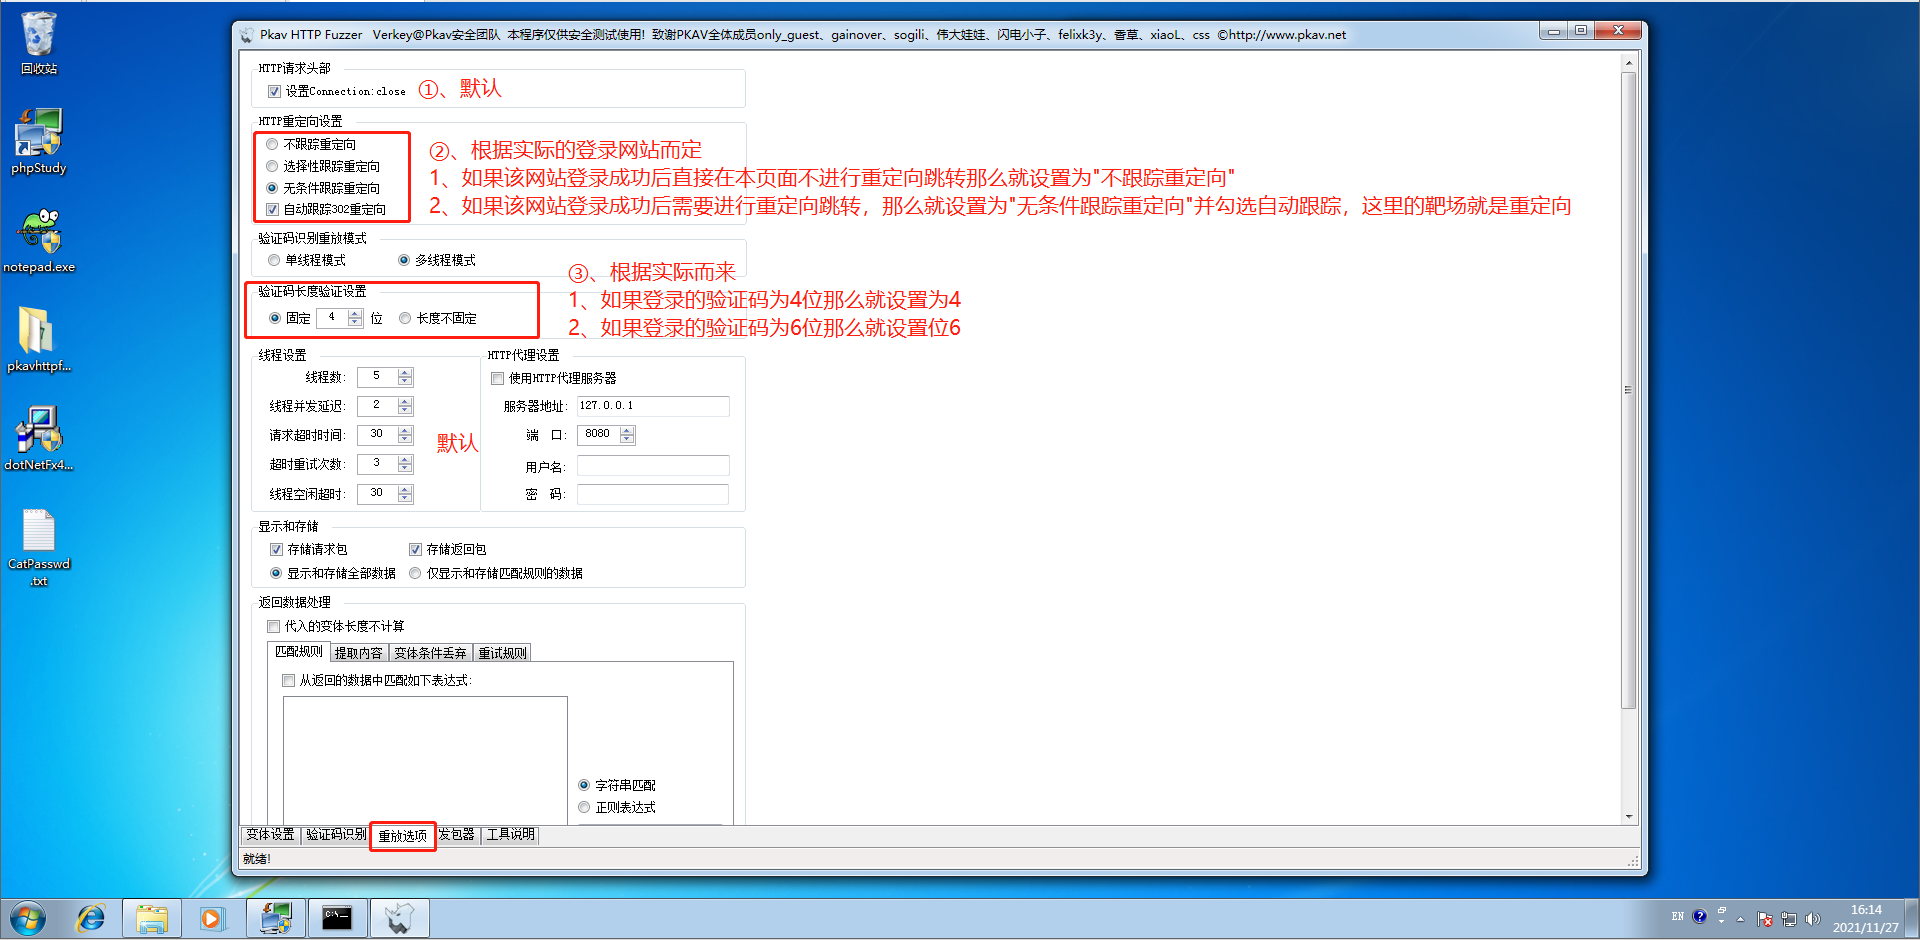 Pkav HTTP Fuzzer Verkey@Pkav安全团队 本程序仅供安全测试使用! 致谢PKAV全体成员only_guest、gainover、sogili、伟大娃娃、闪电小子、felixk3y、香草、xiaoL、css ©http://www.pkav.net
回收站
phpStudy
notepad.exe
pkavhttpf...
dotNetFx4...
CatPasswd
.txt
HTTP请求头部
设置Connection:close ①、默认
HTTP重定向设置
不跟踪重定向
选择性跟踪重定向
无条件跟踪重定向
自动跟踪302重定向
②、根据实际的登录网站而定
1、如果该网站登录成功后直接在本页面不进行重定向跳转那么就设置为"不跟踪重定向"
2、如果该网站登录成功后需要进行重定向跳转，那么就设置为"无条件跟踪重定向"并勾选自动跟踪，这里的靶场就是重定向
验证码识别重放模式
单线程模式 多线程模式
③、根据实际而来
1、如果登录的验证码为4位那么就设置为4
2、如果登录的验证码为6位那么就设置位6
验证码长度验证设置
固定 4 位 长度不固定
线程设置
线程数: 5
线程并发延迟: 2
请求超时时间: 30
超时重试次数: 3
线程空闲超时: 30
默认
HTTP代理设置
使用HTTP代理服务器
服务器地址: 127.0.0.1
端 口: 8080
用户名:
密 码:
显示和存储
存储请求包 存储返回包
显示和存储全部数据 仅显示和存储匹配规则的数据
返回数据处理
代入的变体长度不计算
匹配规则 提取内容 变体条件丢弃 重试规则
从返回的数据中匹配如下表达式:
字符串匹配
正则表达式
变体设置 验证码识别 重放选项 发包器 工具说明
就绪!
C:\_
EN
16:14
2021/11/27